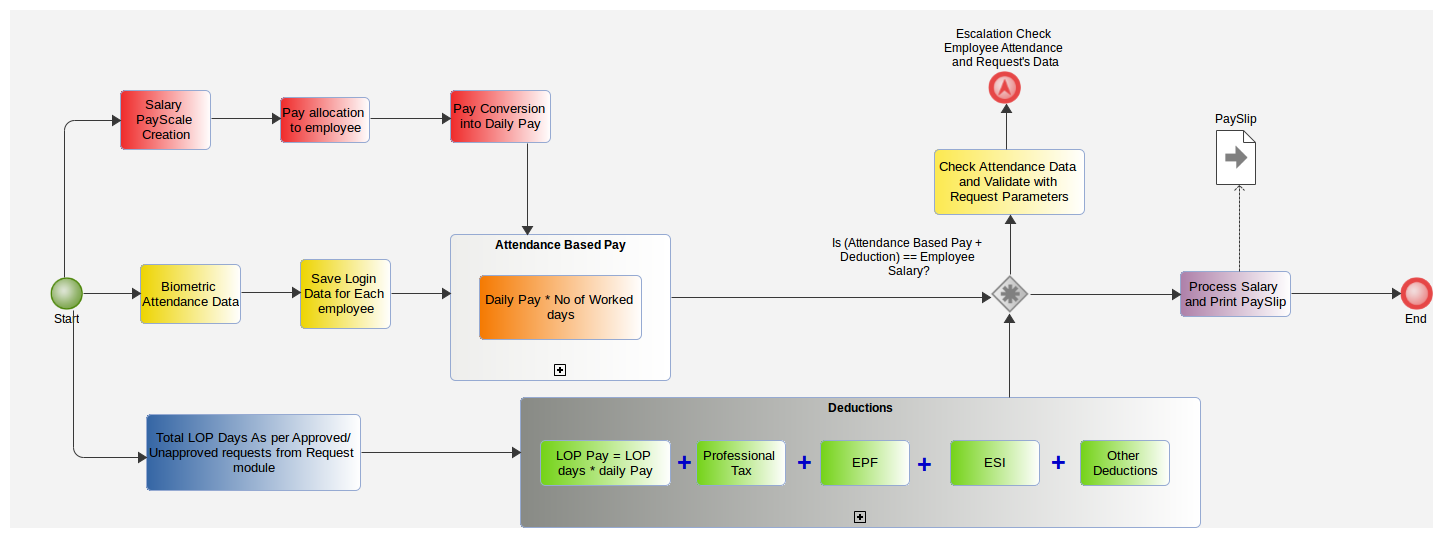 Escalation Check
Employee Attendance
and Request's Data
Salary
PayScale
Creation
Pay allocation
to employee
Pay Conversion
into Daily Pay
PaySlip
Check Attendance Data
and Validate with
Request Parameters
Attendance Based Pay
Is (Attendance Based Pay +
Deduction) == Employee
Salary?
Start
Biometric
Attendance Data
Save Login
Data for Each
employee
Daily Pay * No of Worked
days
Process Salary
and Print PaySlip
End
Deductions
Total LOP Days As per Approved/
Unapproved requests from Request
module
LOP Pay = LOP
days * daily Pay
+
Professional
Tax
+
EPF
+
ESI
+
Other
Deductions